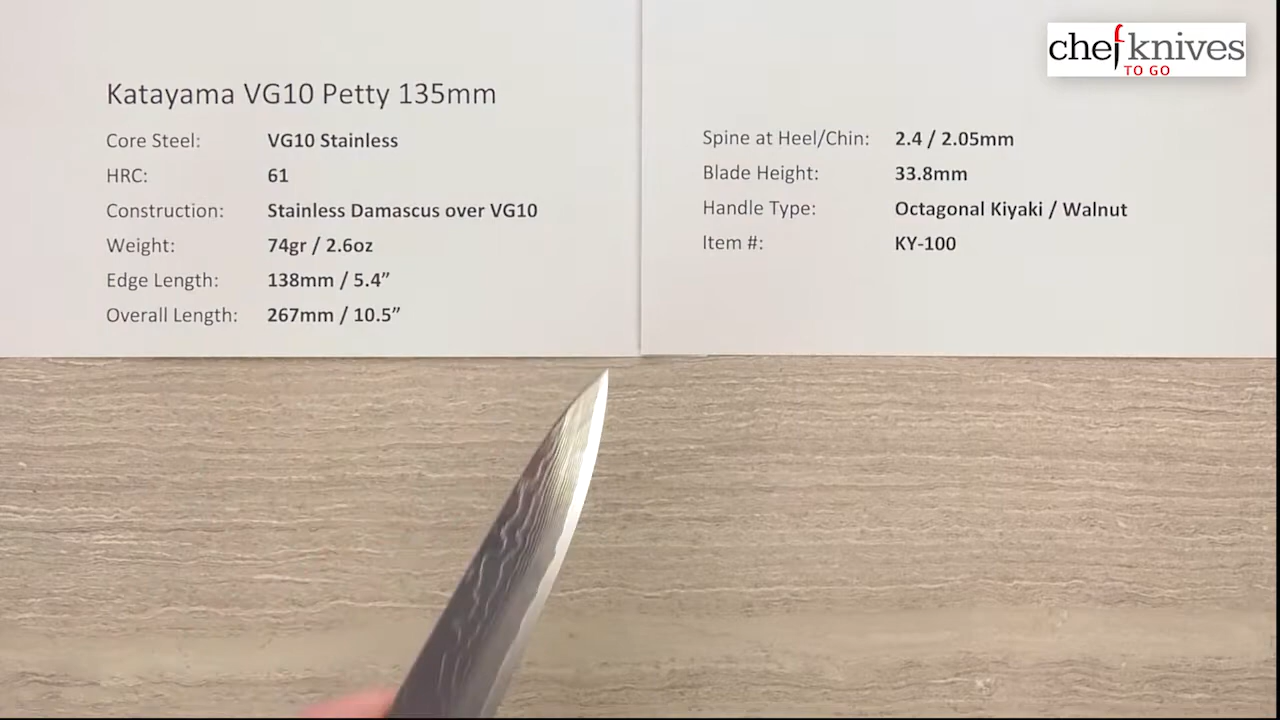 chef knives
TO GO
Katayama VG10 Petty 135mm
Core Steel: VG10 Stainless
HRC: 61
Construction: Stainless Damascus over VG10
Weight: 74gr / 2.6oz
Edge Length: 138mm / 5.4”
Overall Length: 267mm / 10.5”
Spine at Heel/Chin: 2.4 / 2.05mm
Blade Height: 33.8mm
Handle Type: Octagonal Kiyaki / Walnut
Item #: KY-100